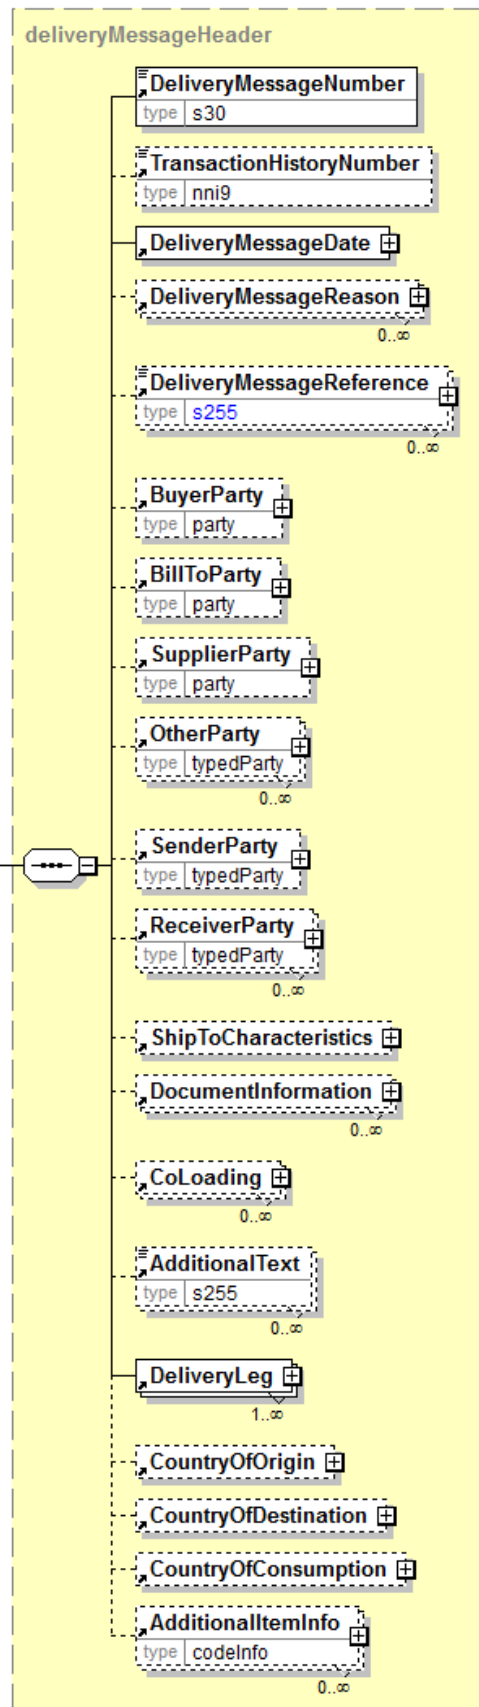 deliveryMessageHeader
DeliveryMessageNumber
type s30
TransactionHistoryNumber
type nni9
DeliveryMessageDate
DeliveryMessageReason
0..∞
DeliveryMessageReference
type s255
0..∞
BuyerParty
type party
BillToParty
type party
SupplierParty
type party
OtherParty
type typedParty
0..∞
SenderParty
type typedParty
ReceiverParty
type typedParty
0..∞
ShipToCharacteristics
DocumentInformation
0..∞
CoLoading
0..∞
AdditionalText
type s255
0..∞
DeliveryLeg
1..∞
CountryOfOrigin
CountryOfDestination
CountryOfConsumption
AdditionalItemInfo
type codeInfo
0..∞